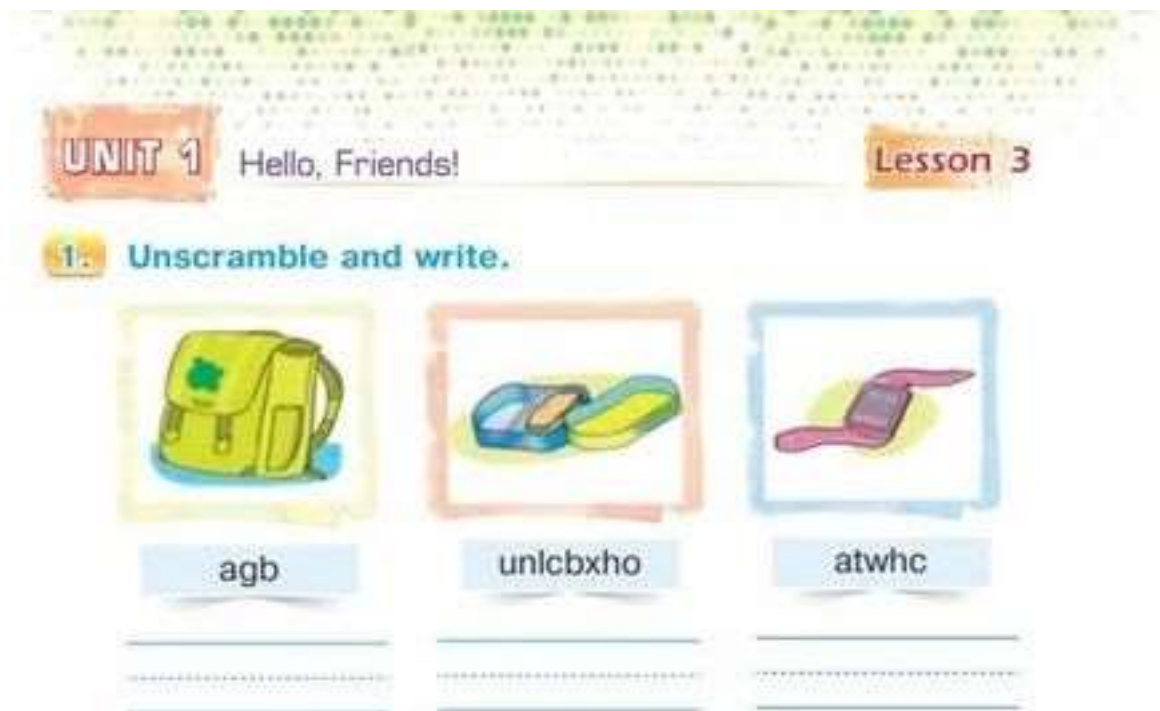 UNIT 1 Hello, Friends! Lesson 3
1. Unscramble and write.
agb unlcbxho atwhc